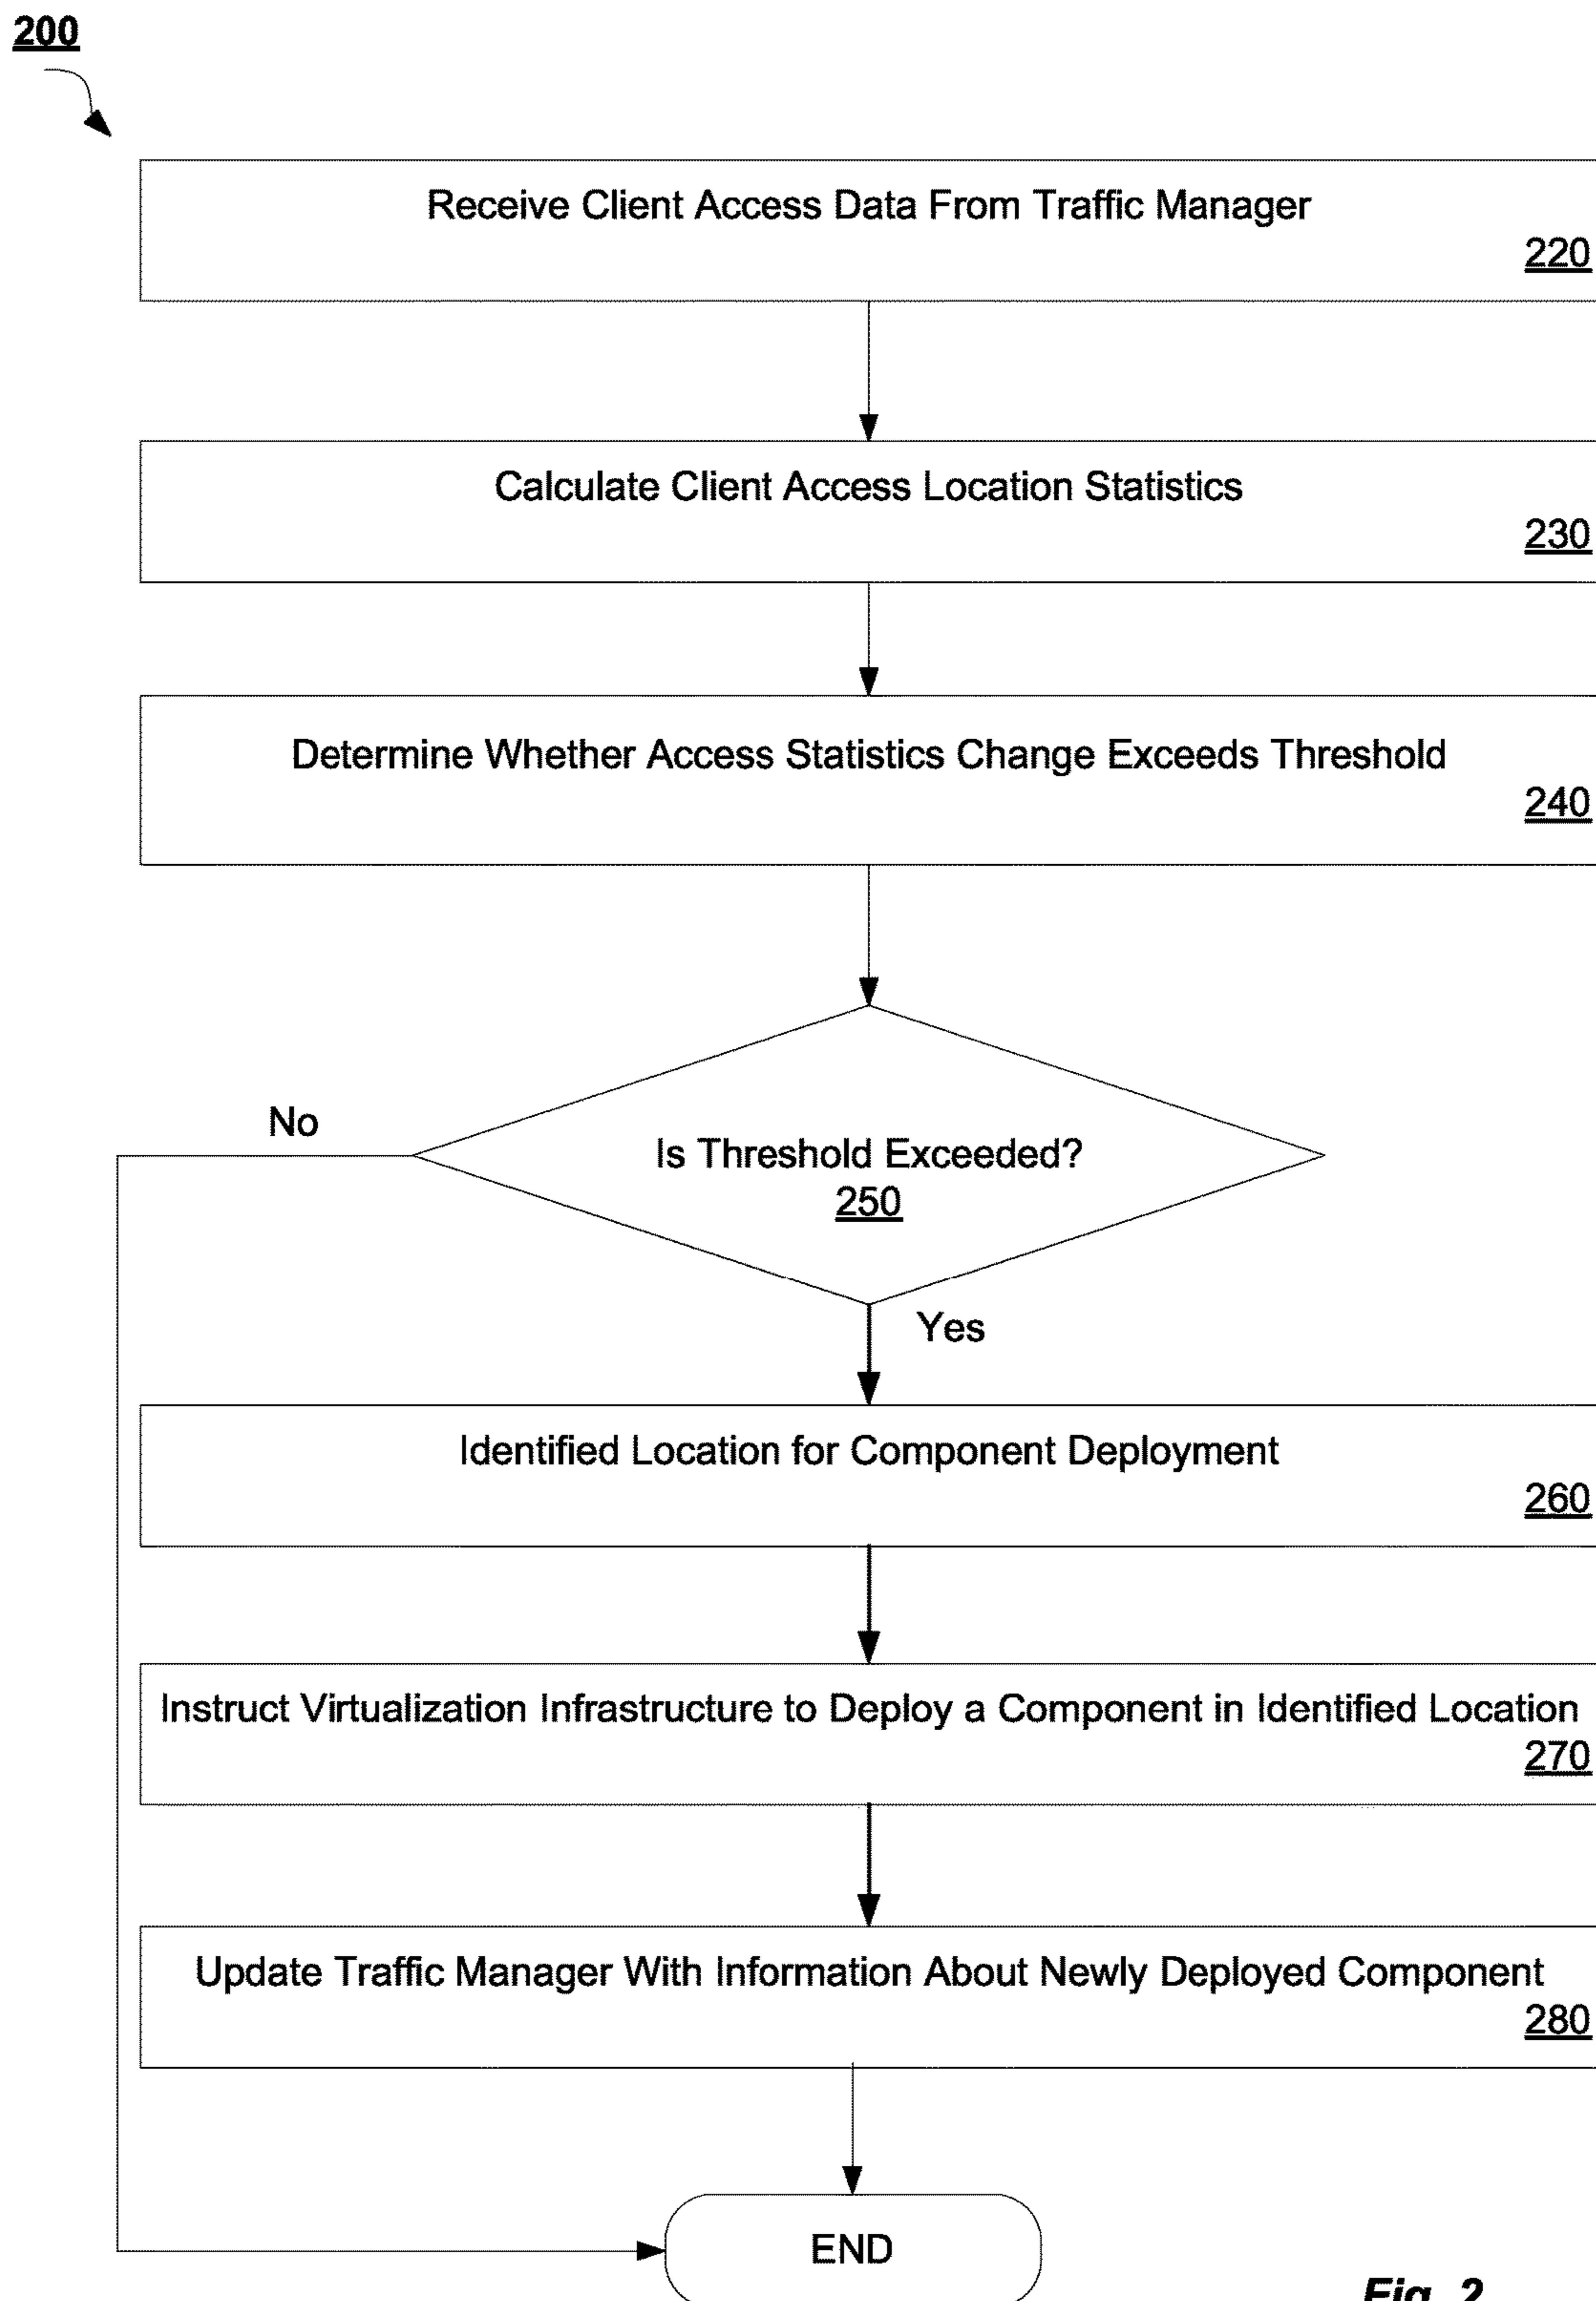 200
Receive Client Access Data From Traffic Manager
220
Calculate Client Access Location Statistics
230
Determine Whether Access Statistics Change Exceeds Threshold
240
No
Is Threshold Exceeded?
250
Yes
Identified Location for Component Deployment
260
Instruct Virtualization Infrastructure to Deploy a Component in Identified Location
270
Update Traffic Manager With Information About Newly Deployed Component
280
END
Fig. 2